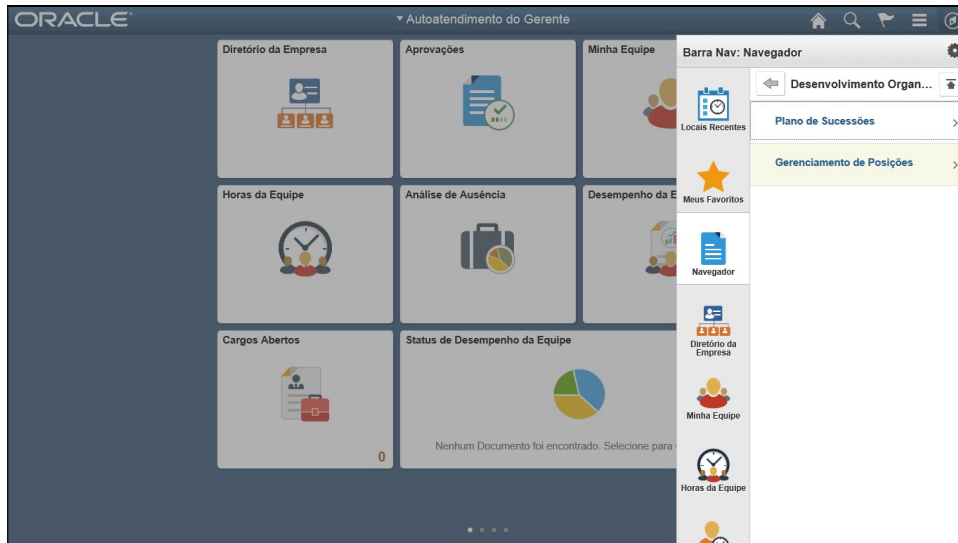 ORACLE
Autoatendimento do Gerente
Diretório da Empresa
Aprovações
Minha Equipe
Horas da Equipe
Análise de Ausência
Desempenho da E
Cargos Abertos
0
Status de Desempenho da Equipe
Nenhum Documento foi encontrado. Selecione para
Barra Nav: Navegador
Locais Recentes
Meus Favoritos
Navegador
Diretório da
Empresa
Minha Equipe
Horas da Equipe
Desenvolvimento Organ...
Plano de Sucessões
Gerenciamento de Posições